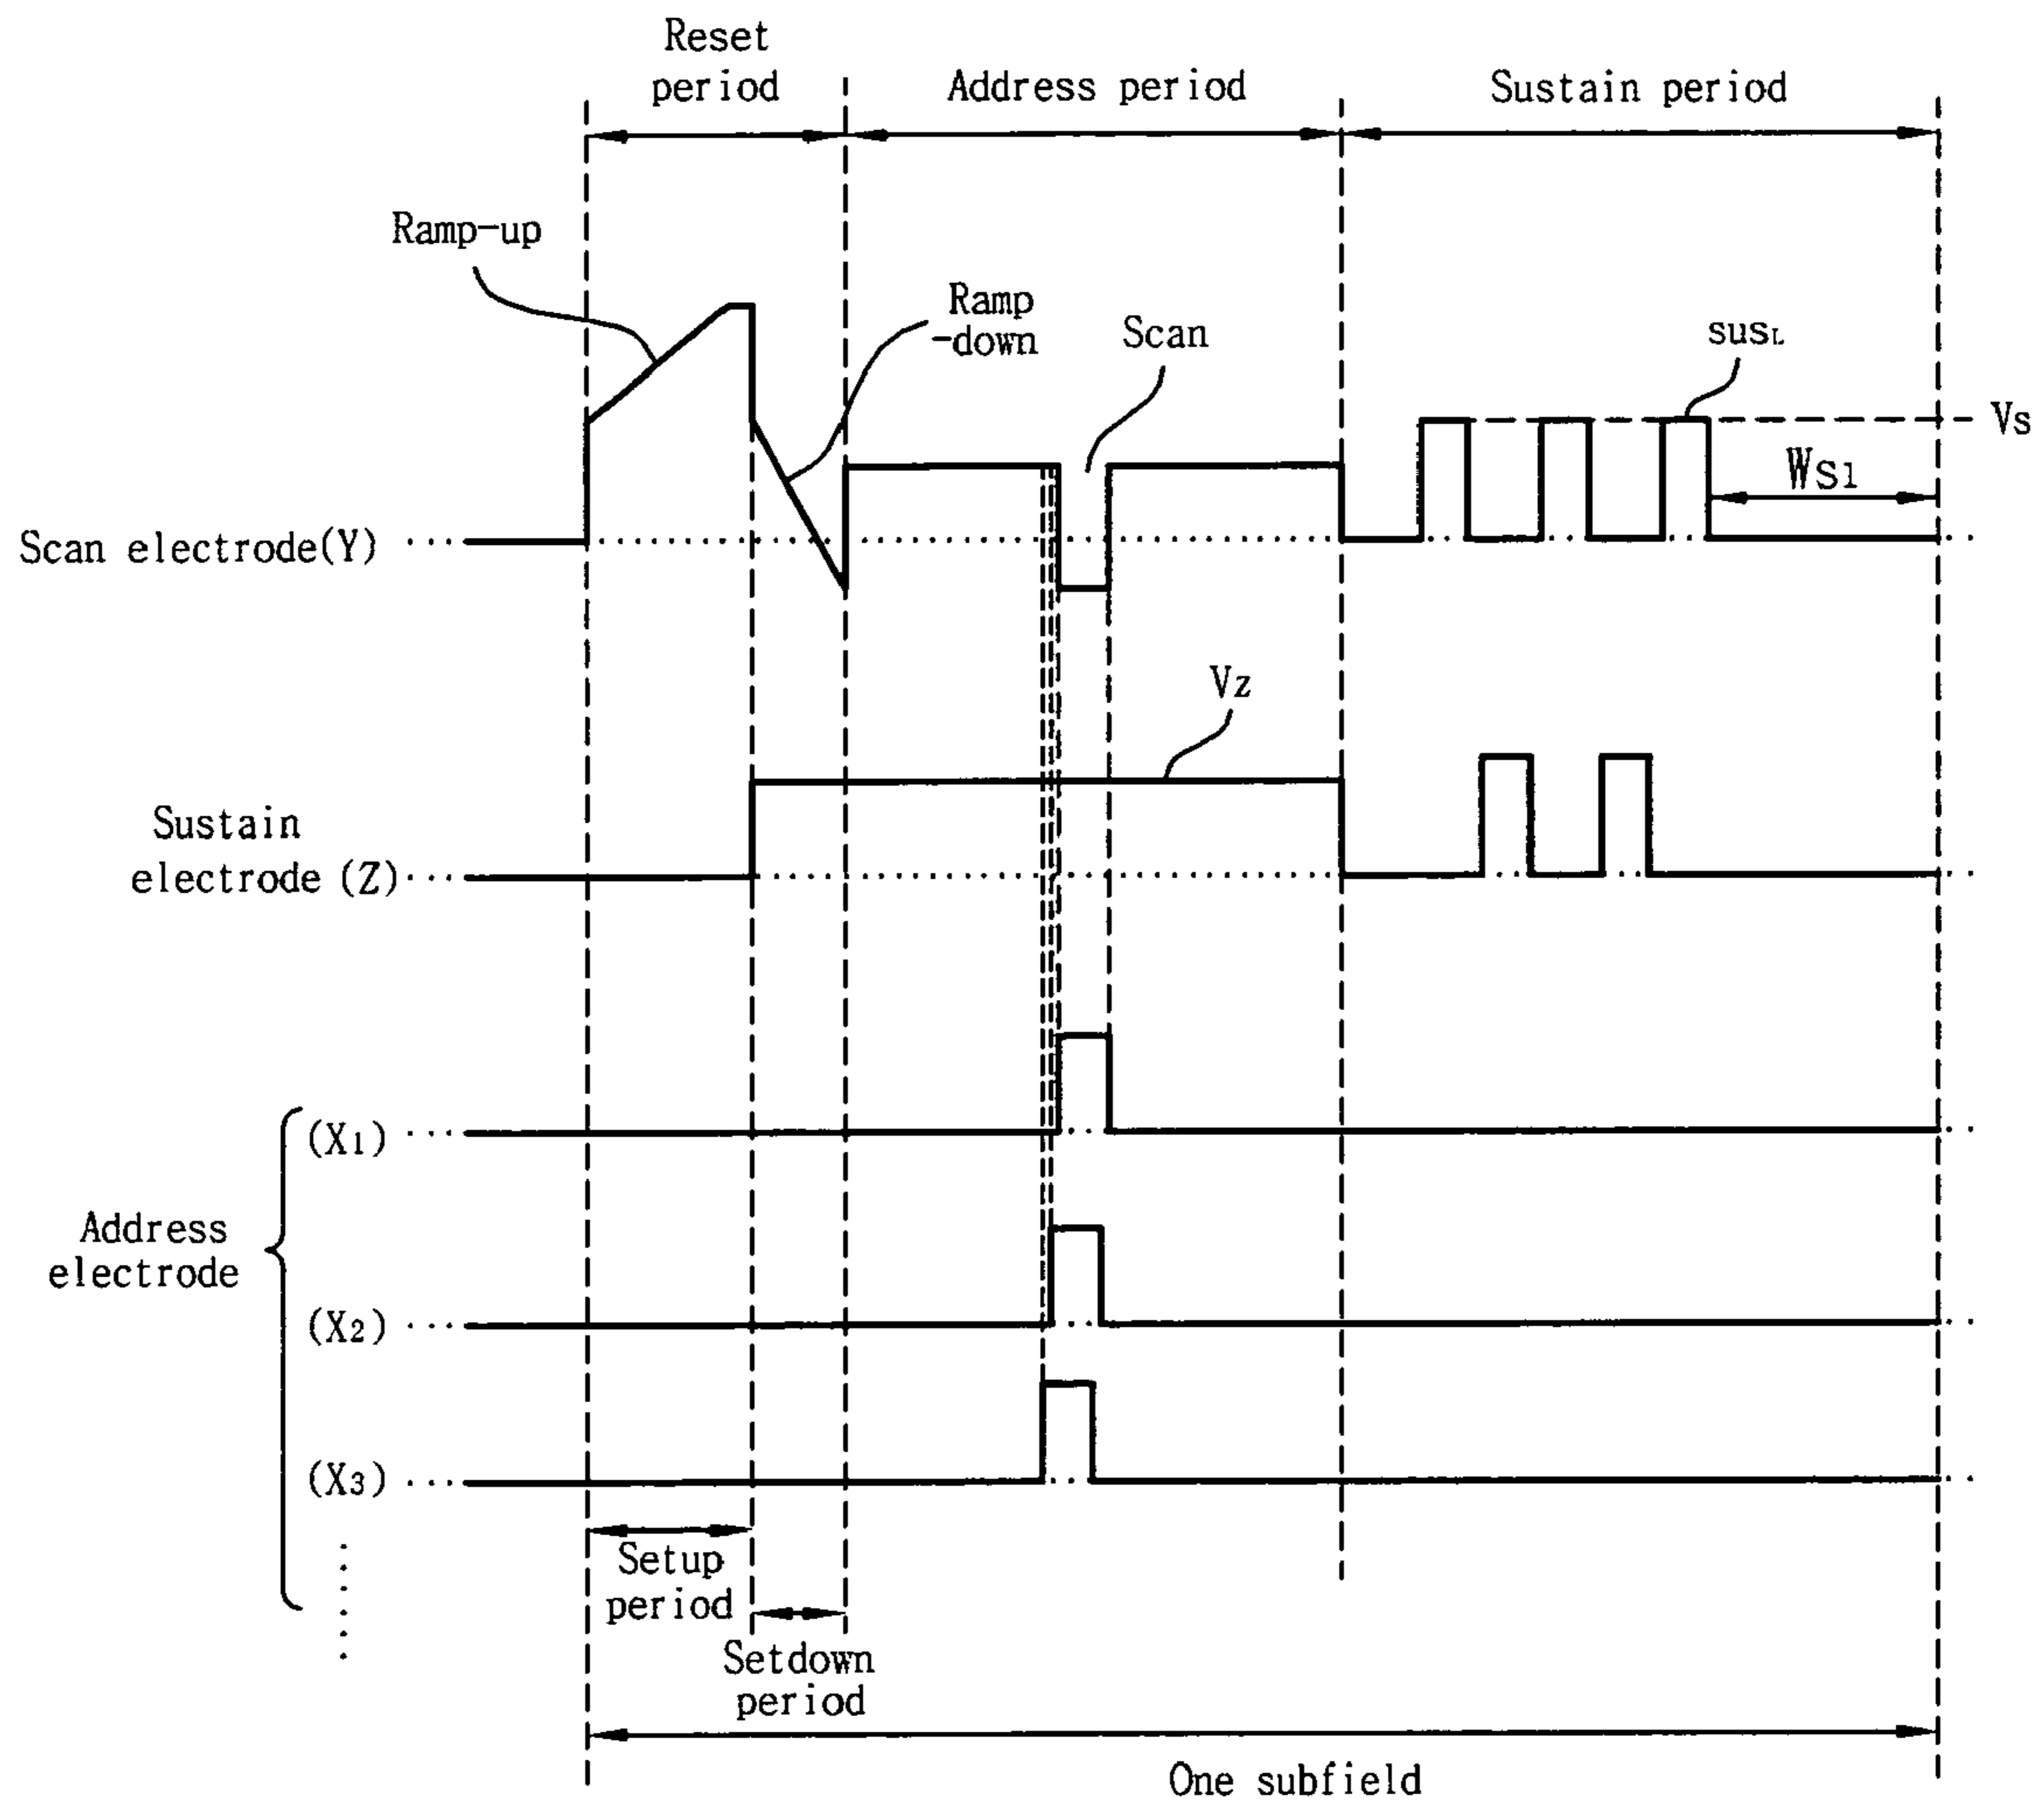 Reset
period
Address period
Sustain period
Ramp-up
Ramp
-down
Scan
susL
Vs
WS1
Scan electrode(Y)
Vz
Sustain
electrode (Z)
(X1)
Address
electrode
(X2)
(X3)
Setup
period
Setdown
period
One subfield